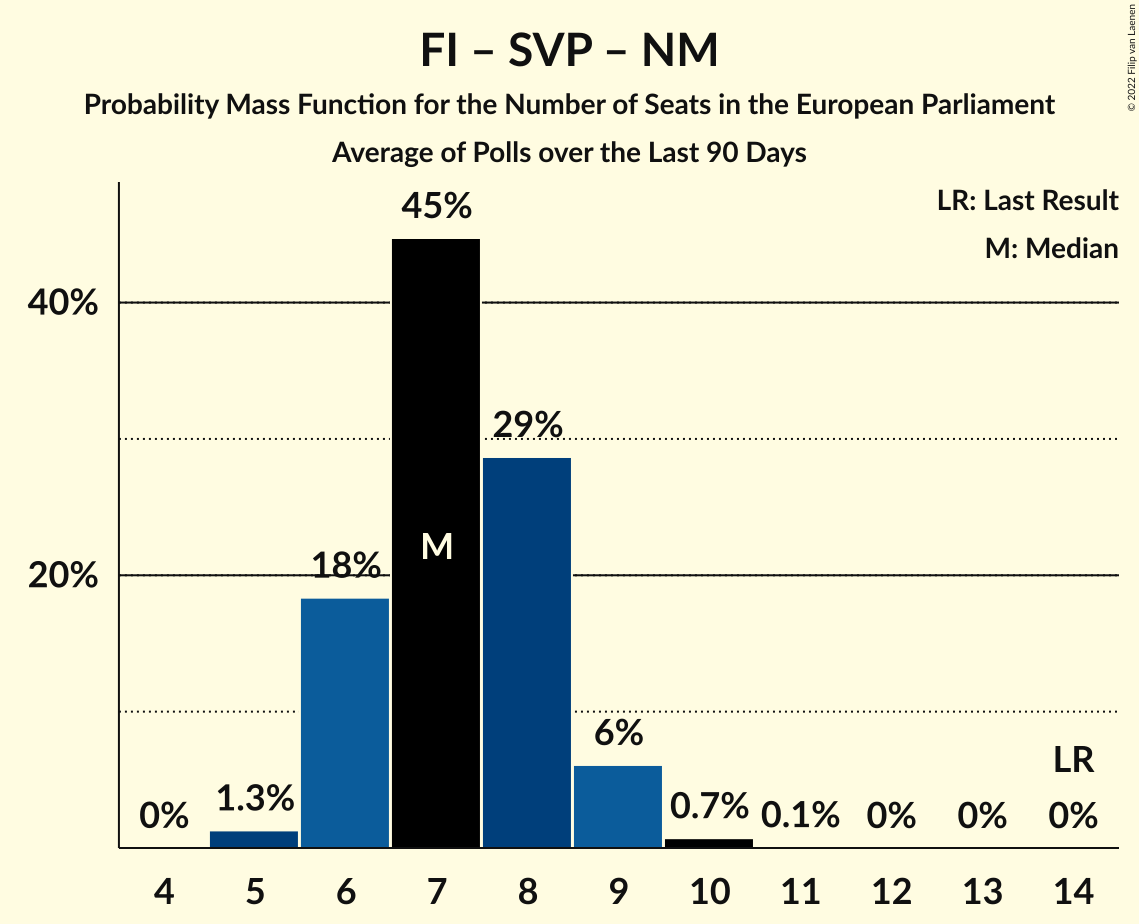 FI – SVP – NM
Probability Mass Function for the Number of Seats in the European Parliament
Average of Polls over the Last 90 Days
© 2022 Filip van Laenen
LR: Last Result
M: Median
45%
40%
29%
M
18%
20%
6%
LR
0%
1.3%
0.7%
0.1%
0%
0%
0%
4 5 6 7 8 9 10 11 12 13 14